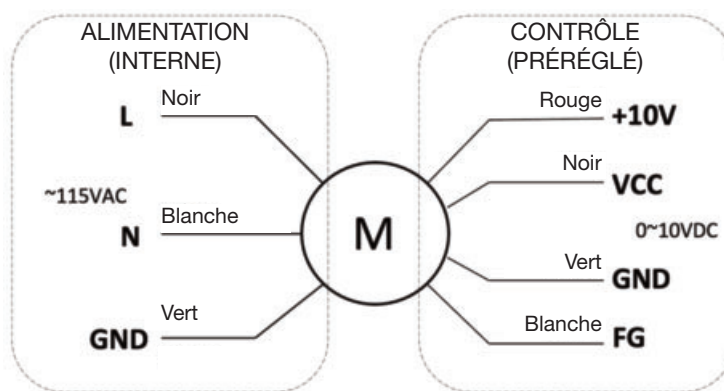 ALIMENTATION
(INTERNE)
L
Noir
~115VAC
N
Blanche
GND
Vert
M
CONTRÔLE
(PRÉRÉGLÉ)
Rouge
+10V
Noir
VCC
0~10VDC
Vert
GND
Blanche
FG